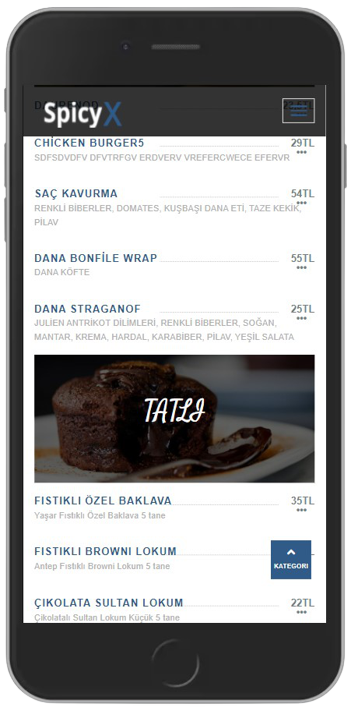 SpicyX
CHİCKEN BURGER5 29TL
SDFSDVDFV DFVTRFGV ERDVERV VREFERCWECE EFERVR
SAÇ KAVURMA 54TL
RENKLİ BİBERLER, DOMATES, KUŞBAŞI DANA ETİ, TAZE KEKİK,
PİLAV
DANA BONFİLE WRAP 55TL
DANA KÖFTE
DANA STRAGANOF 25TL
JULIEN ANTRIKOT DİLİMLERİ, RENKLİ BİBERLER, SOĞAN,
MANTAR, KREMA, HARDAL, KARABİBER, PİLAV, YEŞİL SALATA
TATLI
FISTIKLI ÖZEL BAKLAVA 35TL
Yaşar Fıstıklı Özel Baklava 5 tane
FISTIKLI BROWNI LOKUM
Antep Fıstıklı Browni Lokum 5 tane
KATEGORI
ÇIKOLATA SULTAN LOKUM 22TL
Çikolatalı Sultan Lokum Küçük 5 tane